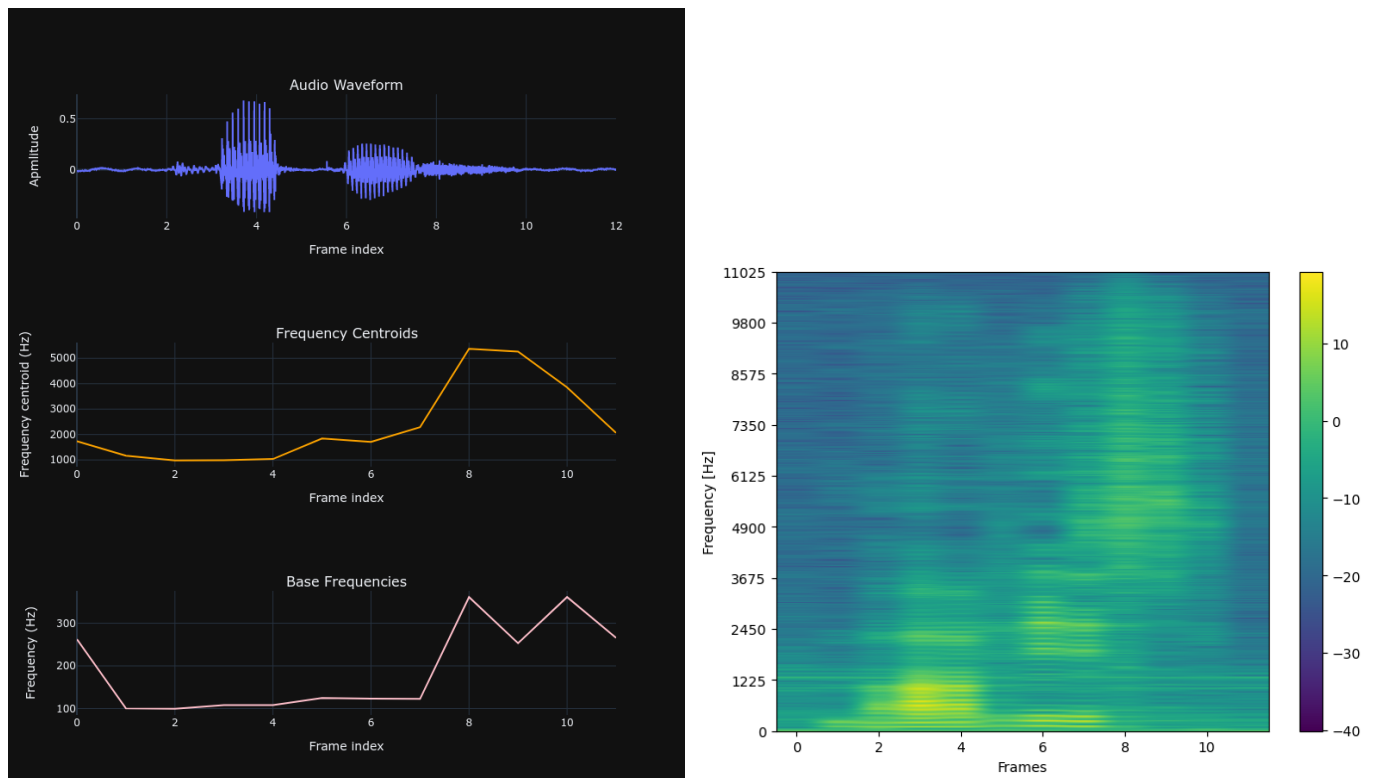 Audio Waveform
0.5
0
Apmlitude
0 2 4 6 8 10 12
Frame index
Frequency Centroids
5000
4000
3000
2000
1000
Frequency centroid (Hz)
0 2 4 6 8 10
Frame index
Base Frequencies
300
200
100
Frequency (Hz)
0 2 4 6 8 10
Frame index
11025
9800
8575
7350
6125
4900
3675
2450
1225
0
Frequency [Hz]
0 2 4 6 8 10
Frames
10
0
−10
−20
−30
−40